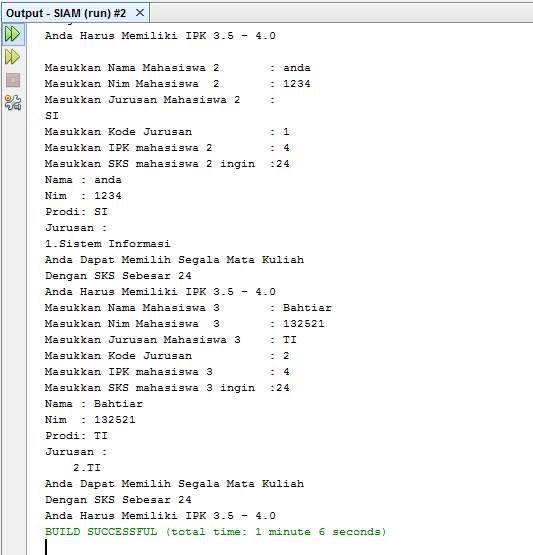 Output - SIAM (run) #2
Anda Harus Memiliki IPK 3.5 - 4.0
Masukkan Nama Mahasiswa 2 : anda
Masukkan Nim Mahasiswa 2 : 1234
Masukkan Jurusan Mahasiswa 2 :
SI
Masukkan Kode Jurusan : 1
Masukkan IPK mahasiswa 2 : 4
Masukkan SKS mahasiswa 2 ingin :24
Nama : anda
Nim : 1234
Prodi: SI
Jurusan :
1.Sistem Informasi
Anda Dapat Memilih Segala Mata Kuliah
Dengan SKS Sebesar 24
Anda Harus Memiliki IPK 3.5 - 4.0
Masukkan Nama Mahasiswa 3 : Bahtiar
Masukkan Nim Mahasiswa 3 : 132521
Masukkan Jurusan Mahasiswa 3 : TI
Masukkan Kode Jurusan : 2
Masukkan IPK mahasiswa 3 : 4
Masukkan SKS mahasiswa 3 ingin :24
Nama : Bahtiar
Nim : 132521
Prodi: TI
Jurusan :
2.TI
Anda Dapat Memilih Segala Mata Kuliah
Dengan SKS Sebesar 24
Anda Harus Memiliki IPK 3.5 - 4.0
BUILD SUCCESSFUL (total time: 1 minute 6 seconds)